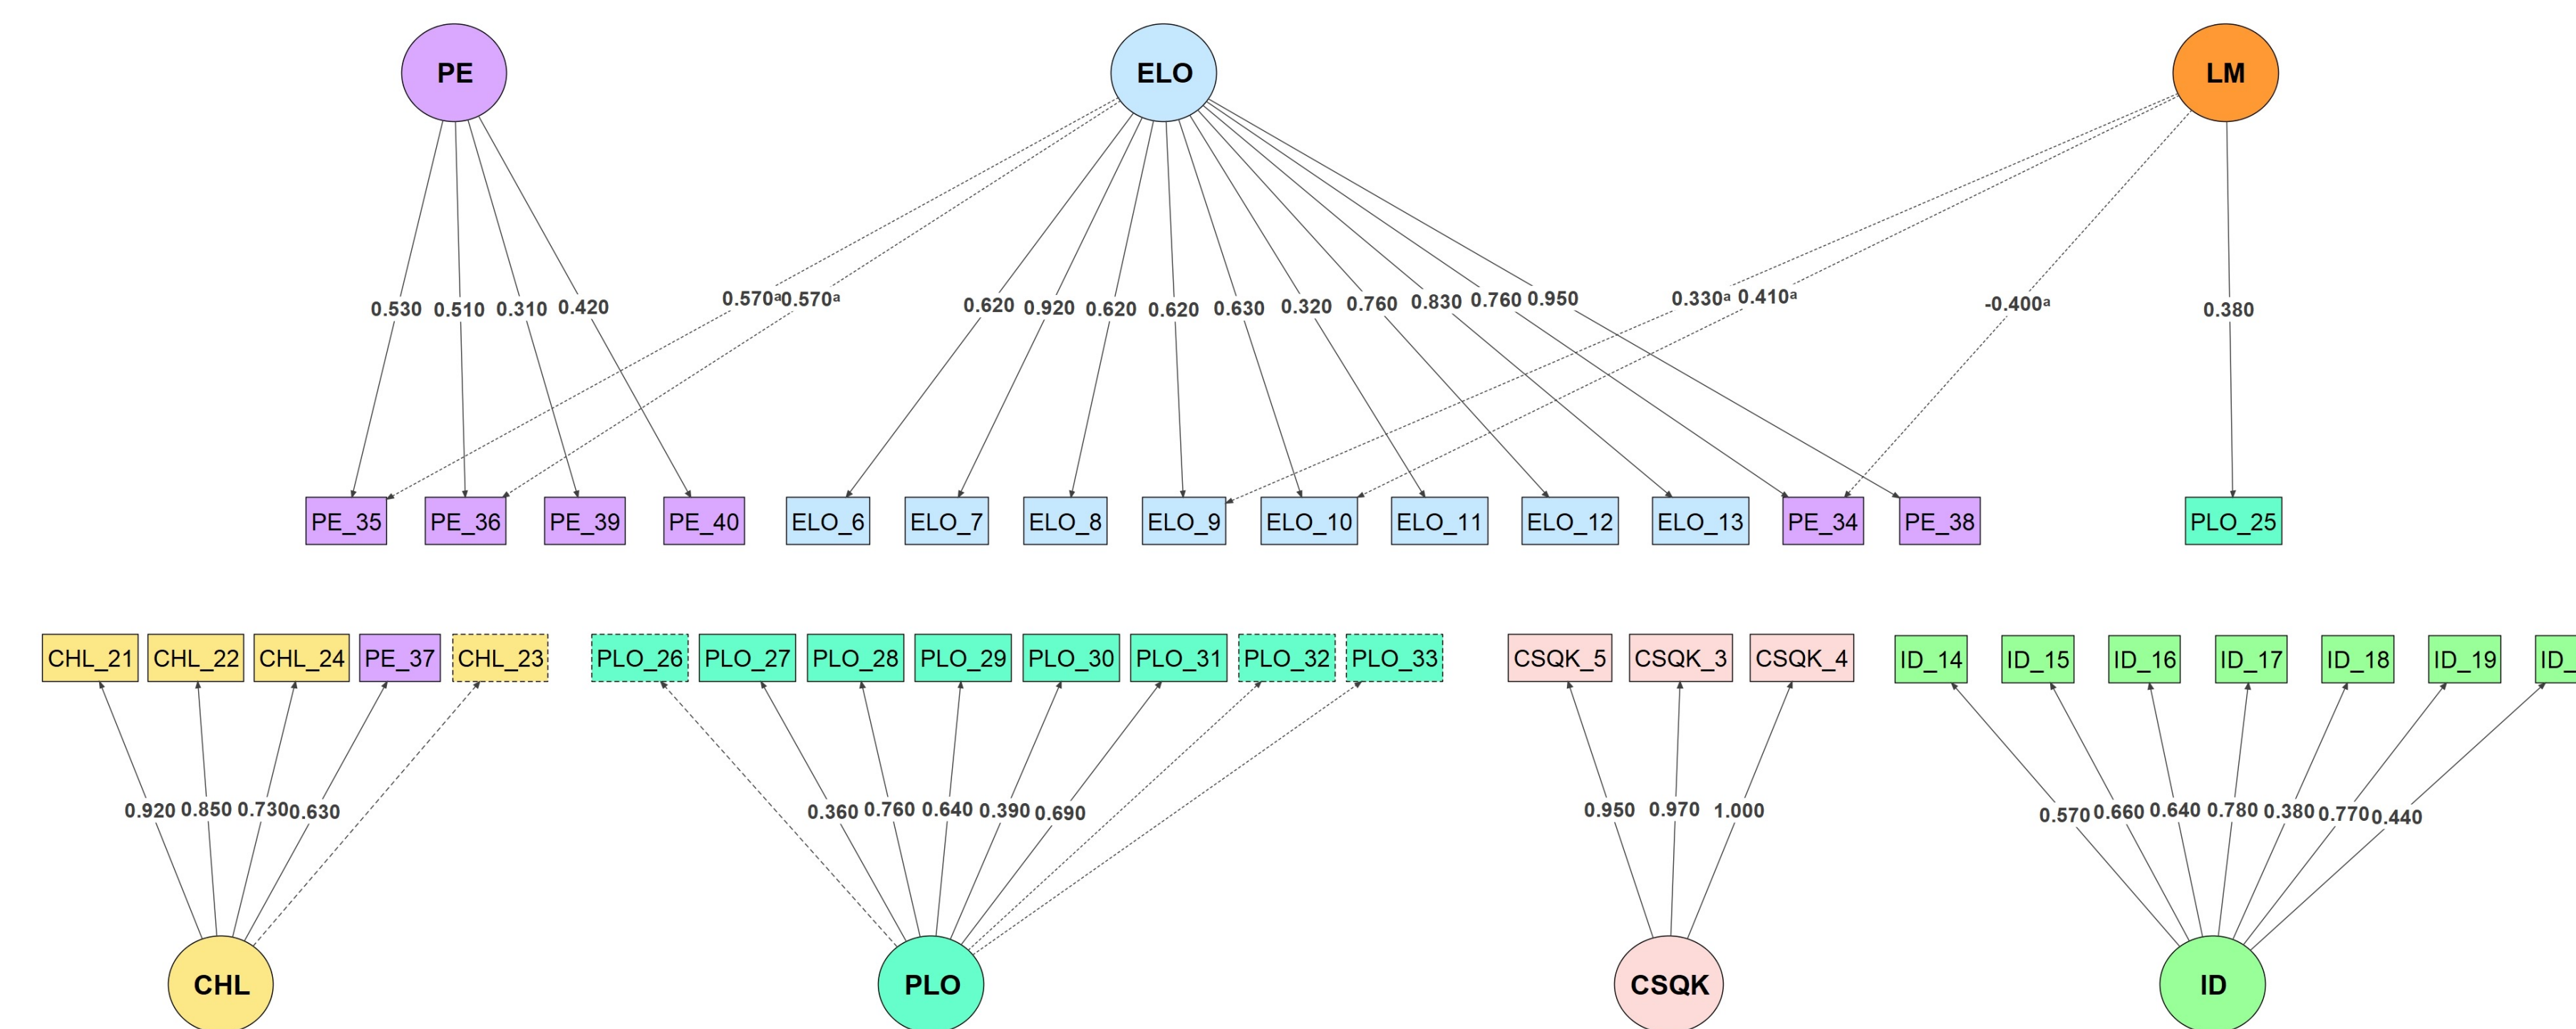 PE ELO LM
0.530 0.510 0.310 0.420 0.570ᵃ 0.570ᵃ 0.620 0.920 0.620 0.620 0.630 0.320 0.760 0.830 0.760 0.950 0.330ᵃ 0.410ᵃ -0.400ᵃ 0.380
PE_35 PE_36 PE_39 PE_40 ELO_6 ELO_7 ELO_8 ELO_9 ELO_10 ELO_11 ELO_12 ELO_13 PE_34 PE_38 PLO_25
CHL_21 CHL_22 CHL_24 PE_37 CHL_23 PLO_26 PLO_27 PLO_28 PLO_29 PLO_30 PLO_31 PLO_32 PLO_33 CSQK_5 CSQK_3 CSQK_4 ID_14 ID_15 ID_16 ID_17 ID_18 ID_19 ID_
0.920 0.850 0.730 0.630 0.360 0.760 0.640 0.390 0.690 0.950 0.970 1.000 0.570 0.660 0.640 0.780 0.380 0.770 0.440
CHL PLO CSQK ID